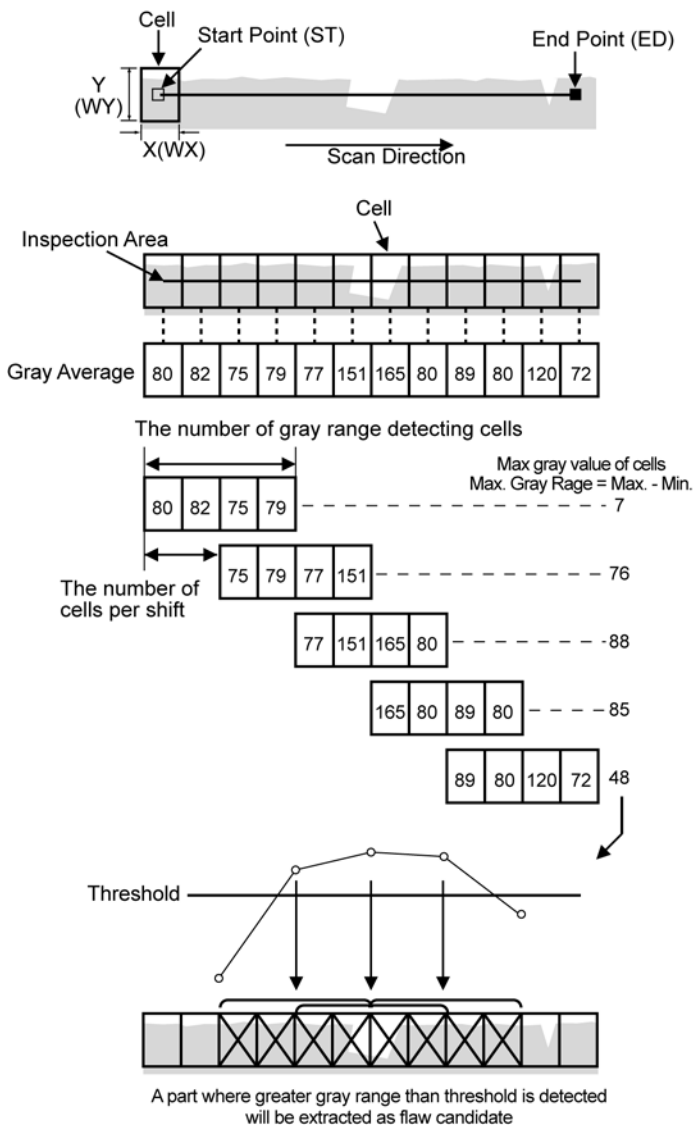 Cell
Start Point (ST)
End Point (ED)
Y
(WY)
X(WX)
Scan Direction
Cell
Inspection Area
Gray Average 80 82 75 79 77 151 165 80 89 80 120 72
The number of gray range detecting cells
Max gray value of cells
Max. Gray Rage = Max. - Min.
80 82 75 79 7
The number of
cells per shift
75 79 77 151 76
77 151 165 80 88
165 80 89 80 85
89 80 120 72 48
Threshold
A part where greater gray range than threshold is detected
will be extracted as flaw candidate